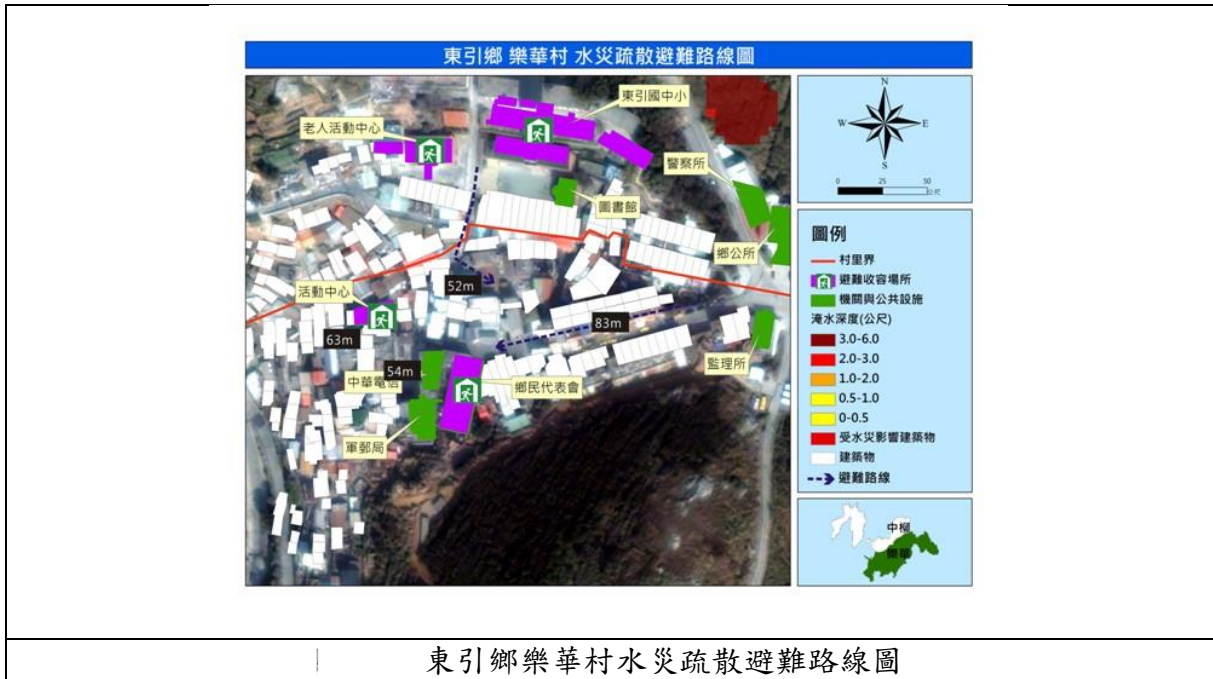 東引鄉 樂華村 水災疏散避難路線圖
東引國中小
老人活動中心
警察所
圖書館
鄉公所
52m
活動中心
83m
63m
監理所
54m
中華電信
鄉民代表會
軍郵局
N
W
E
S
0 25 50
公尺
圖例
村里界
避難收容場所
機關與公共設施
淹水深度(公尺)
3.0-6.0
2.0-3.0
1.0-2.0
0.5-1.0
0-0.5
受水災影響建築物
建築物
避難路線
中柳
樂華
東引鄉樂華村水災疏散避難路線圖